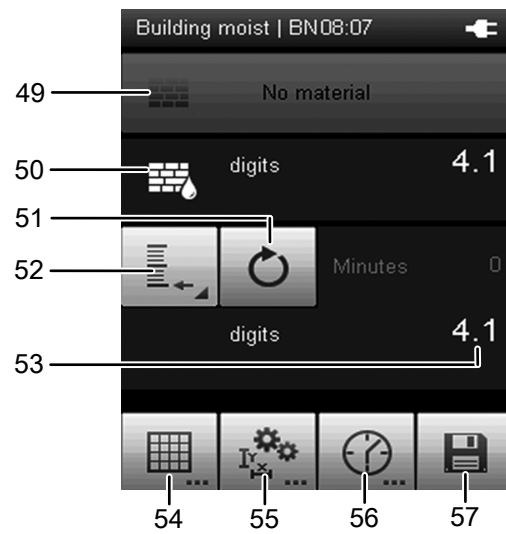 Building moist | BN08:07
49
No material
50
digits 4.1
51
52
Minutes 0
digits 4.1
53
54 55 56 57